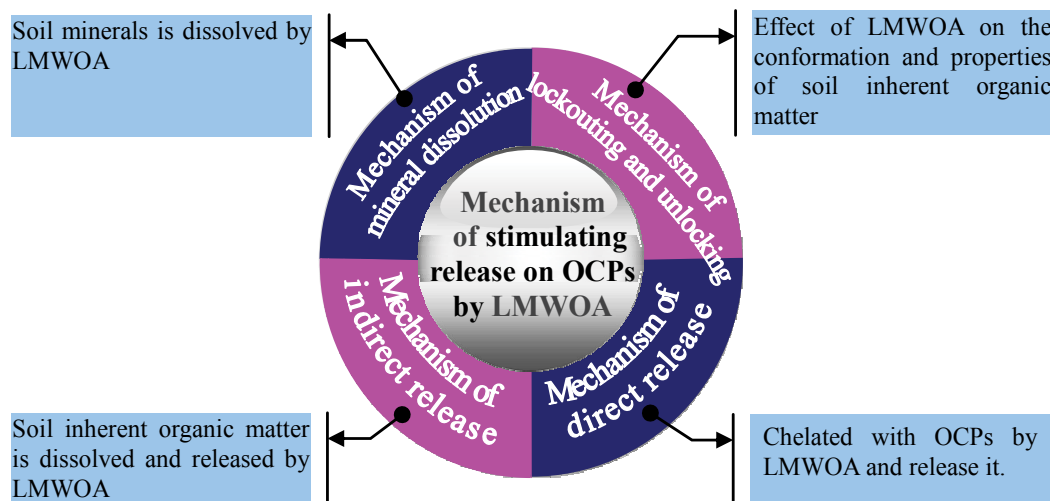 Soil minerals is dissolved by
LMWOA
Effect of LMWOA on the
conformation and properties
of soil inherent organic
matter
Mechanism of
mineral dissolution
Mechanism of
lockouting and unlocking
Mechanism
of stimulating
release on OCPs
by LMWOA
Mechanism of
indirect release
Mechanism of
direct release
Soil inherent organic matter
is dissolved and released by
LMWOA
Chelated with OCPs by
LMWOA and release it.